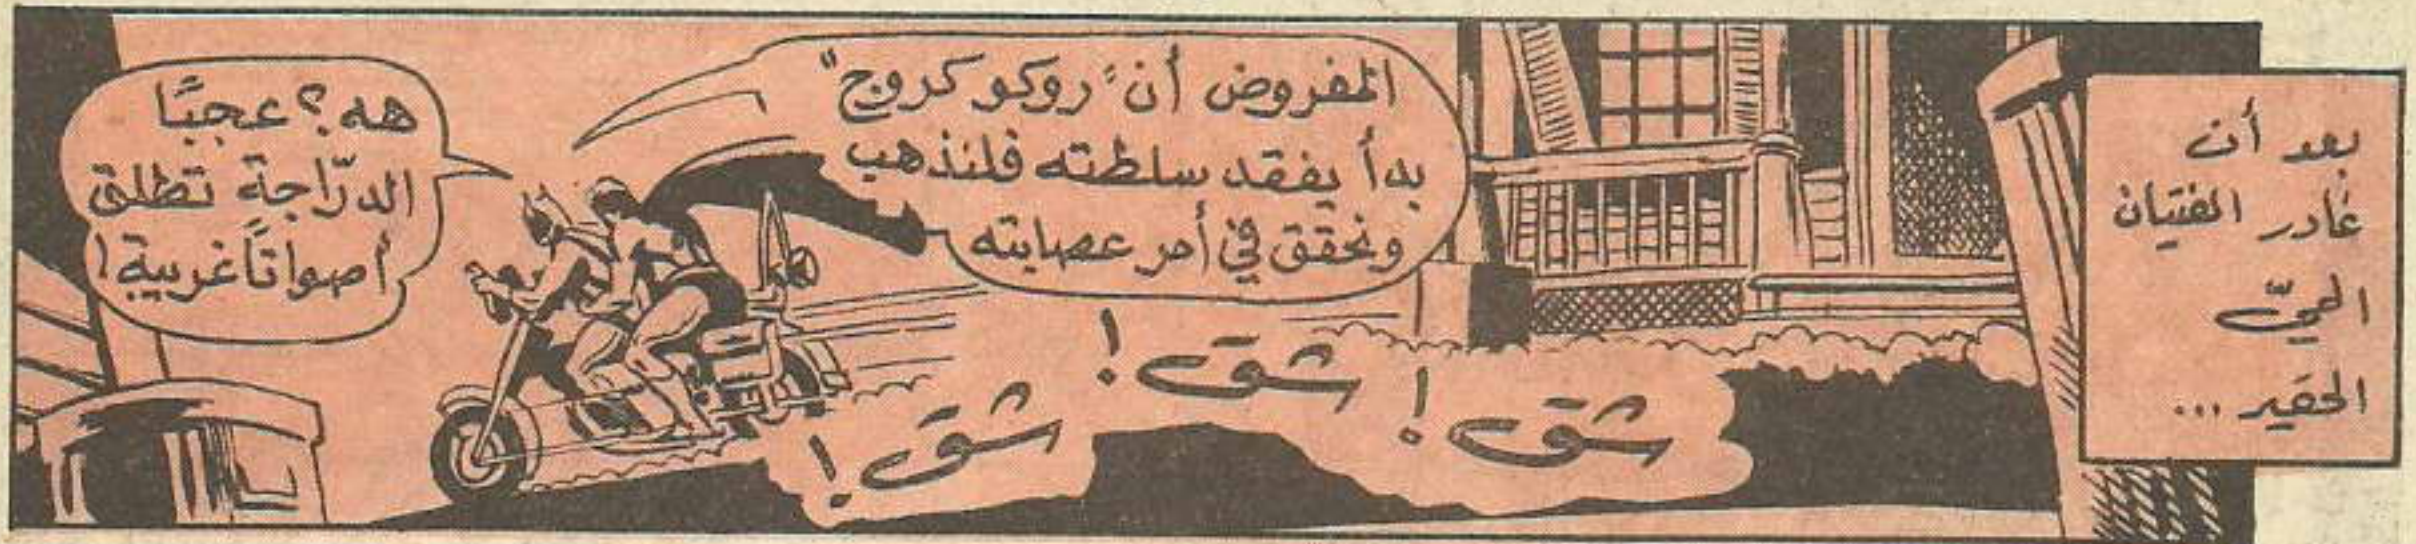 بعد أن
غادر الفتيان
الحيّ
الحقير ...
المفروض أن "روكو كروج"
بدأ يفقد سلطته فلنذهب
ونحقق في أمر عصابته
هه؟ عجبًا
الدرّاجة تطلق
أصواتًا غريبة!
شق!
شق!
شق!